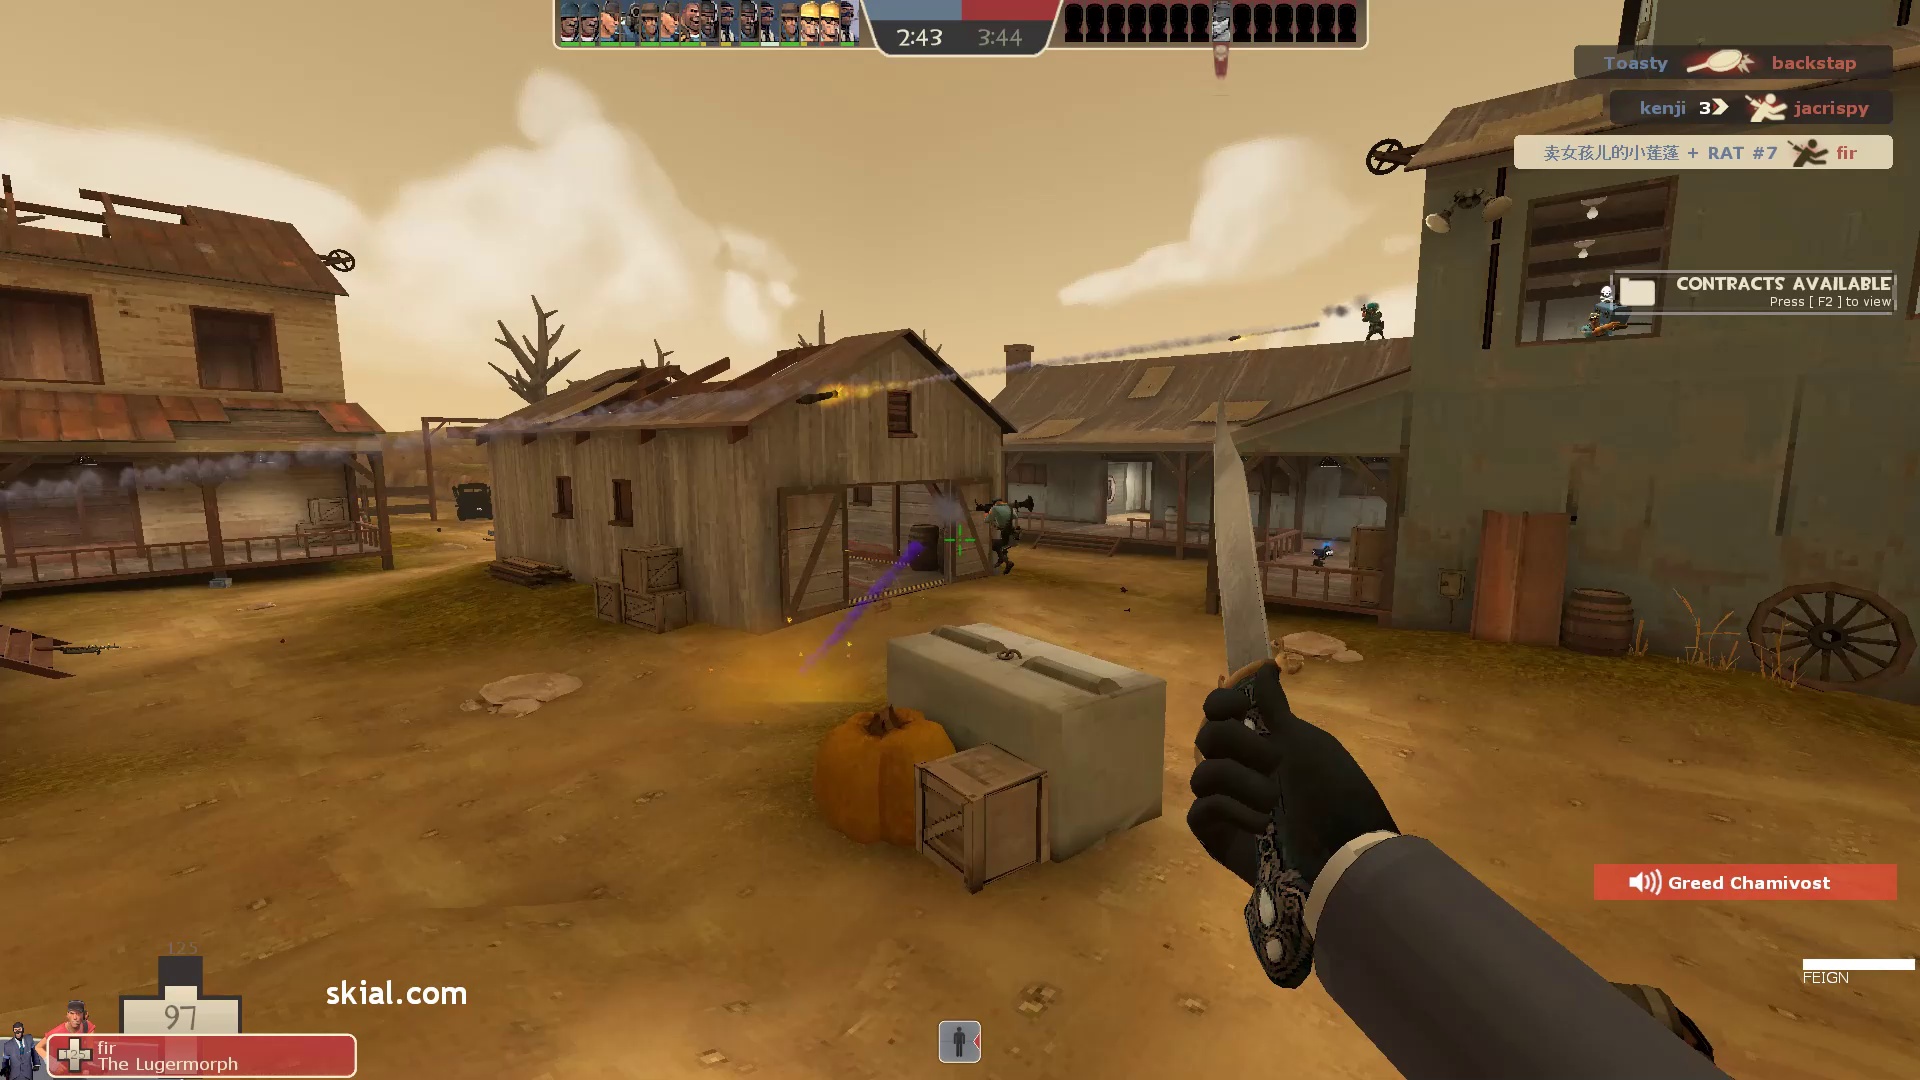 2:43 3:44
Toasty backstap
kenji 3 jacrispy
卖女孩儿的小莲蓬 + RAT #7 fir
CONTRACTS AVAILABLE
Press [ F2 ] to view
Greed Chamivost
FEIGN
skial.com
125
97
125
fir
The Lugermorph